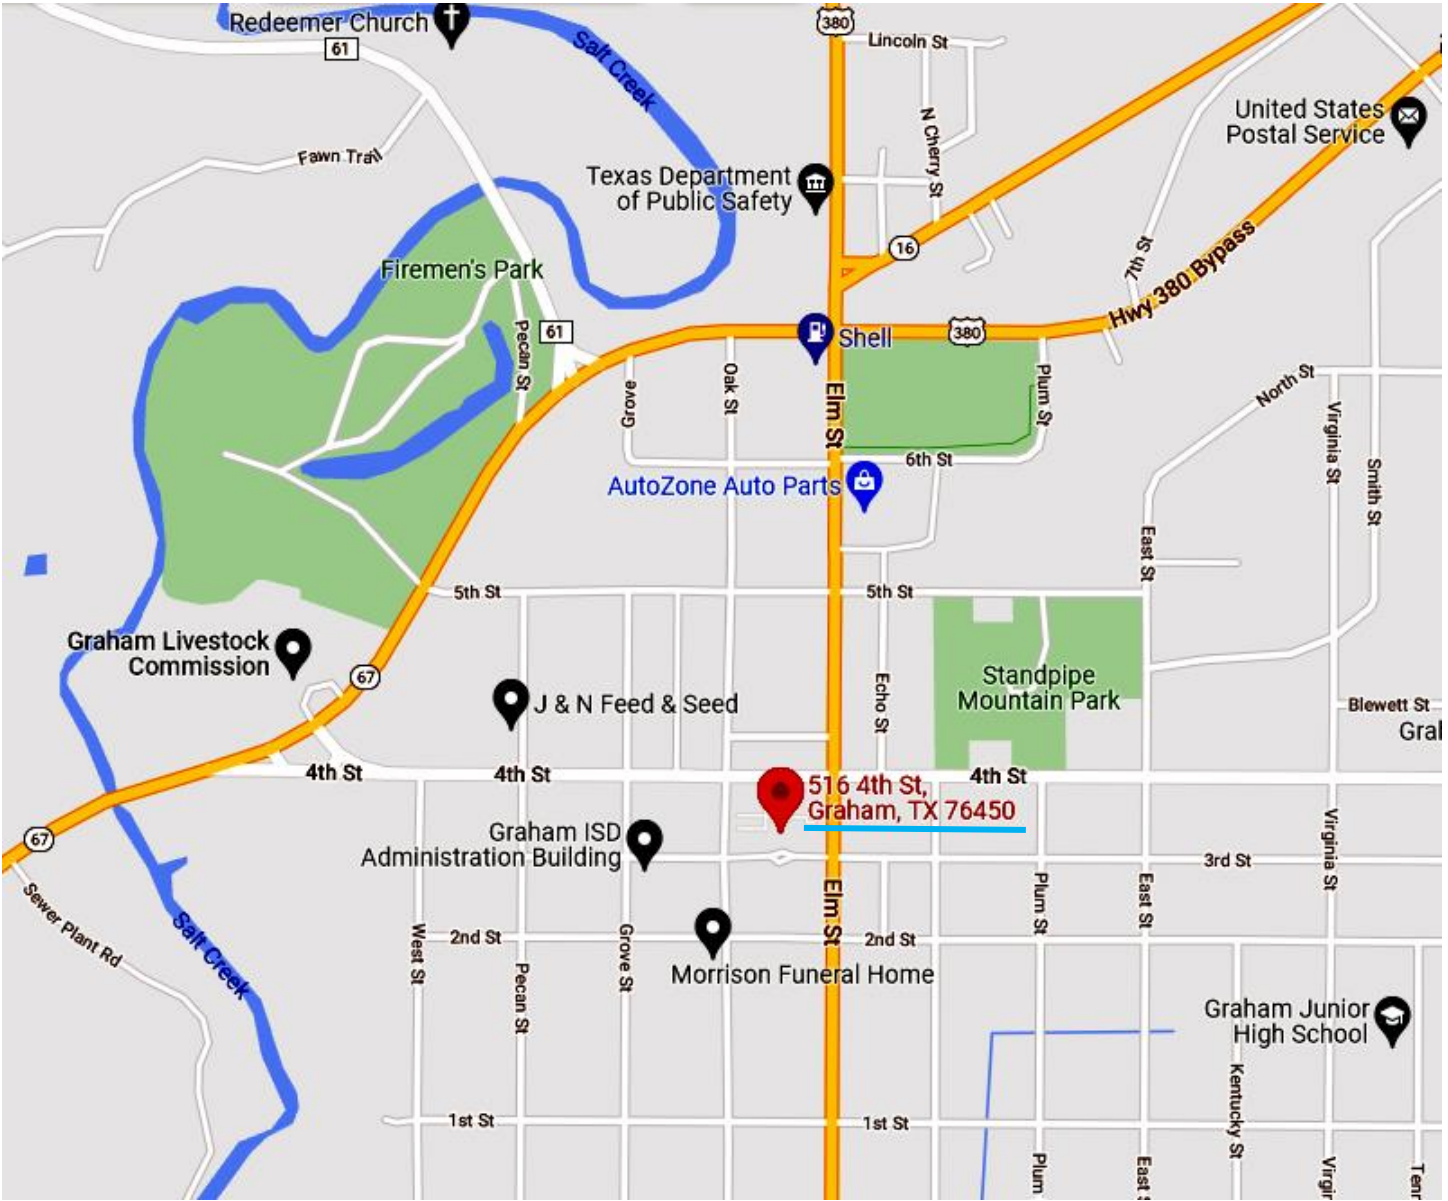 380
Redeemer Church
61
Salt Creek
Lincoln St
United States
Postal Service
N Cherry St
Fawn Trail
Texas Department
of Public Safety
16
7th St
Hwy 380 Bypass
Firemen's Park
61
Pecan St
Shell
380
Grove
Oak St
Elm St
Plum St
North St
Virginia St
Smith St
6th St
AutoZone Auto Parts
East St
5th St
5th St
Graham Livestock
Commission
67
J & N Feed & Seed
Echo St
Standpipe
Mountain Park
Blewett St
Gral
4th St
4th St
4th St
516 4th St,
Graham, TX 76450
67
Graham ISD
Administration Building
3rd St
Virginia St
Sewer Plant Rd
Salt Creek
West St
2nd St
Pecan St
Grove St
Morrison Funeral Home
Elm St
2nd St
Plum St
East St
Graham Junior
High School
Kentucky St
1st St
1st St
Plum
East S
Virgi
Tenr